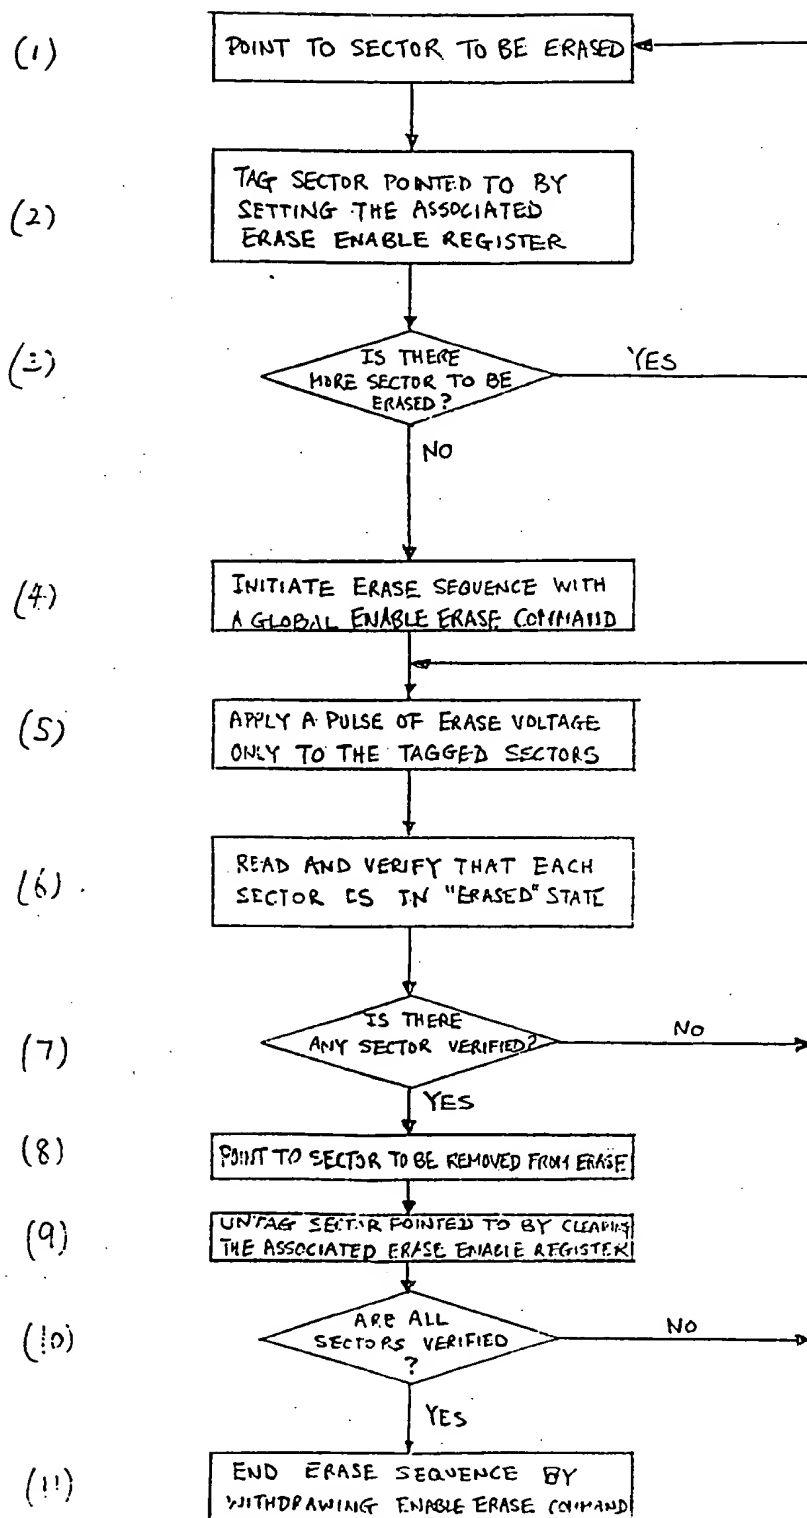 (1)
POINT TO SECTOR TO BE ERASED
(2)
TAG SECTOR POINTED TO BY
SETTING THE ASSOCIATED
ERASE ENABLE REGISTER
(3)
IS THERE
MORE SECTOR TO BE
ERASED?
YES
NO
(4)
INITIATE ERASE SEQUENCE WITH
A GLOBAL ENABLE ERASE COMMAND
(5)
APPLY A PULSE OF ERASE VOLTAGE
ONLY TO THE TAGGED SECTORS
(6)
READ AND VERIFY THAT EACH
SECTOR IS IN "ERASED" STATE
(7)
IS THERE
ANY SECTOR VERIFIED?
NO
YES
(8)
POINT TO SECTOR TO BE REMOVED FROM ERASE
(9)
UNTAG SECTOR POINTED TO BY CLEARING
THE ASSOCIATED ERASE ENABLE REGISTER
(10)
ARE ALL
SECTORS VERIFIED
?
NO
YES
(11)
END ERASE SEQUENCE BY
WITHDRAWING ENABLE ERASE COMMAND